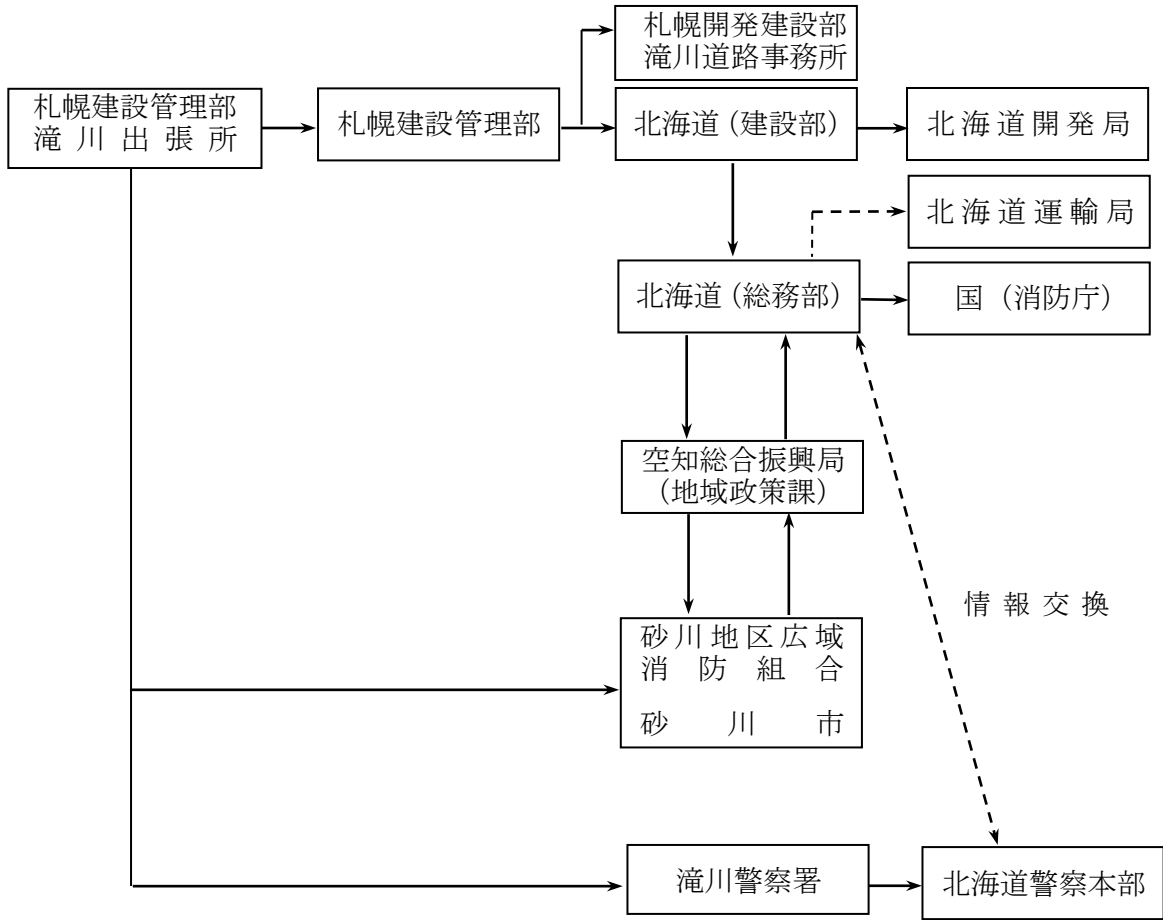 札幌開発建設部
滝川道路事務所
札幌建設管理部
滝川出張所
札幌建設管理部
北海道(建設部)
北海道開発局
北海道運輸局
北海道(総務部)
国(消防庁)
空知総合振興局
(地域政策課)
情報交換
砂川地区広域
消防組合
砂川市
滝川警察署
北海道警察本部